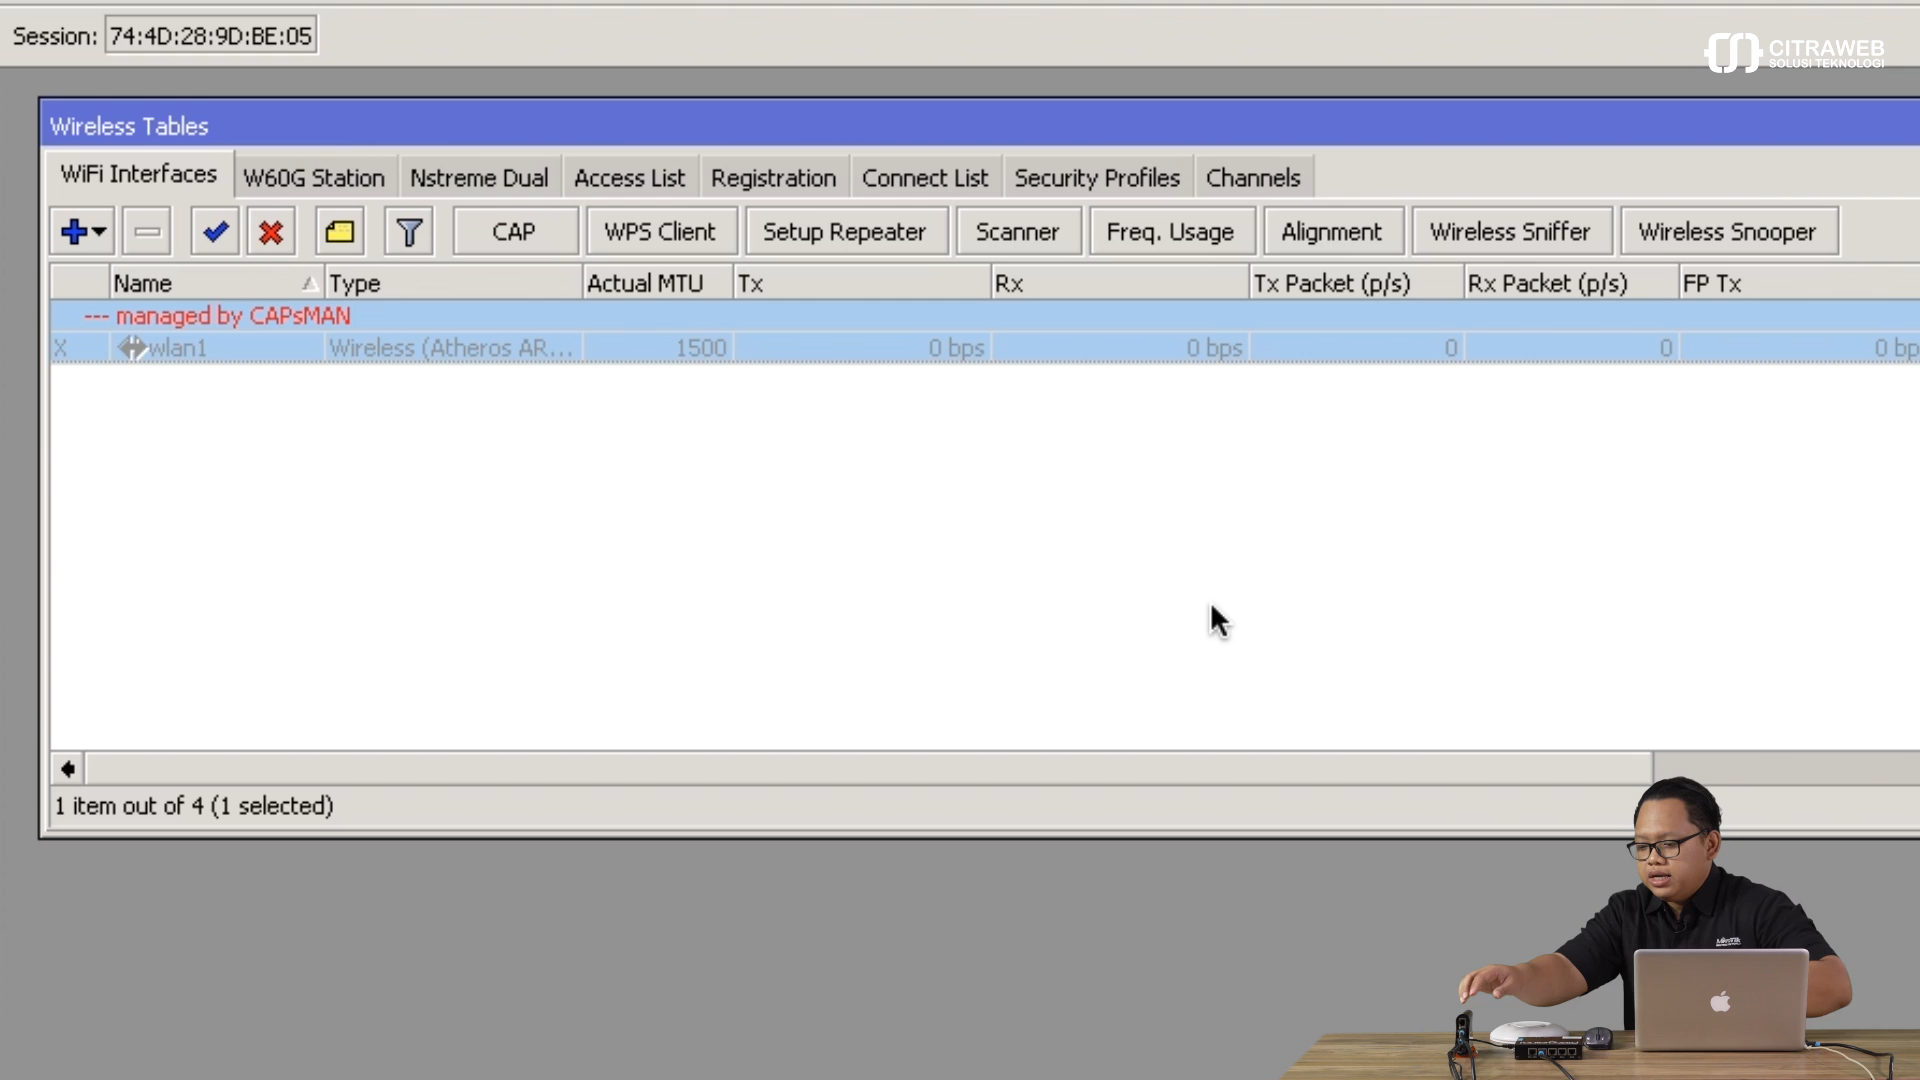 Session: 74:4D:28:9D:BE:05
CITRAWEB
SOLUSI TEKNOLOGI
Wireless Tables
WiFi Interfaces W60G Station Nstreme Dual Access List Registration Connect List Security Profiles Channels
CAP WPS Client Setup Repeater Scanner Freq. Usage Alignment Wireless Sniffer Wireless Snooper
Name Type Actual MTU Tx Rx Tx Packet (p/s) Rx Packet (p/s) FP Tx
--- managed by CAPsMAN
X wlan1 Wireless (Atheros AR... 1500 0 bps 0 bps 0 0 0 bp
1 item out of 4 (1 selected)